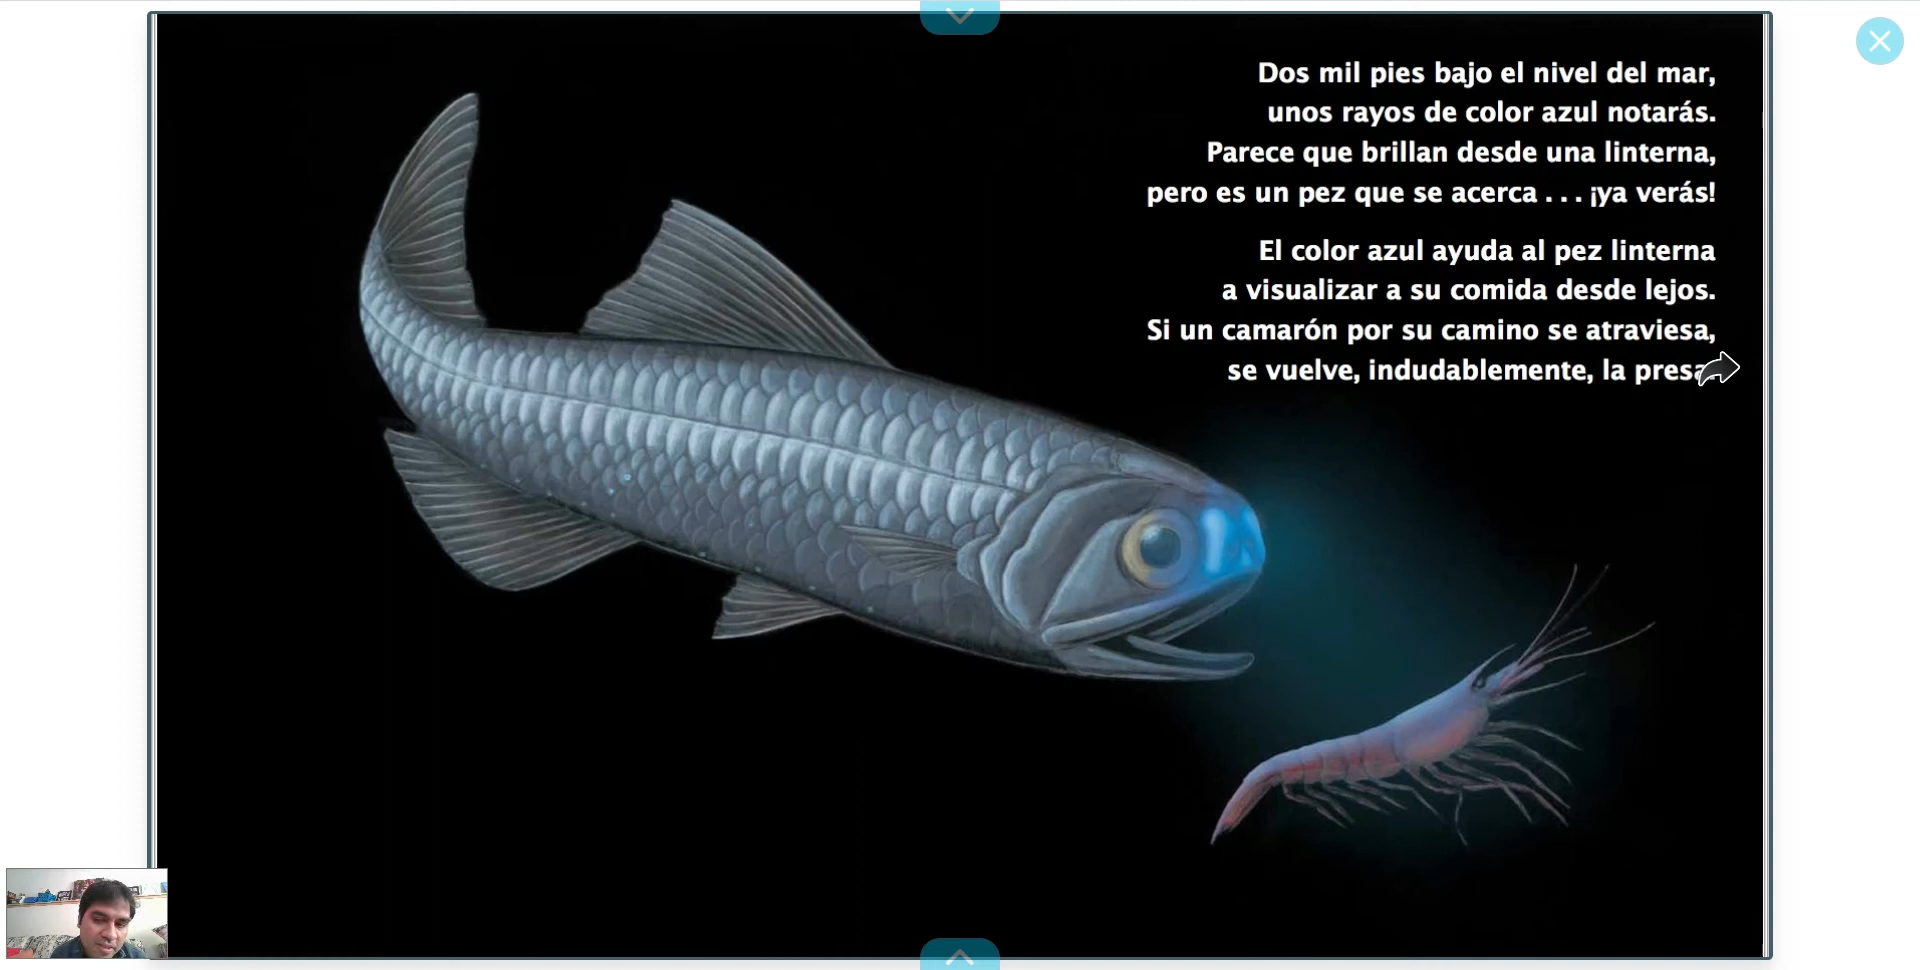 Dos mil pies bajo el nivel del mar,
unos rayos de color azul notarás.
Parece que brillan desde una linterna,
pero es un pez que se acerca . . . ¡ya verás!
El color azul ayuda al pez linterna
a visualizar a su comida desde lejos.
Si un camarón por su camino se atraviesa,
se vuelve, indudablemente, la presa